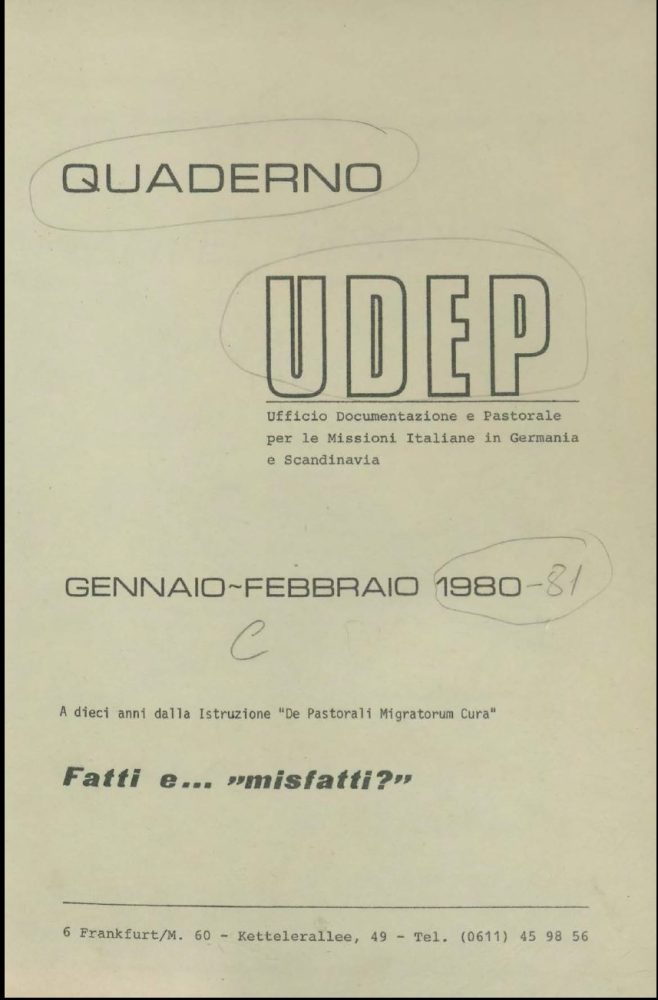 QUADERNO
UDEP
Ufficio Documentazione e Pastorale
per le Missioni Italiane in Germania
e Scandinavia
GENNAIO~FEBBRAIO 1980-81
C
A dieci anni dalla Istruzione "De Pastorali Migratorum Cura"
Fatti e... »misfatti?»
6 Frankfurt/M. 60 - Kettelerallee, 49 - Tel. (0611) 45 98 56